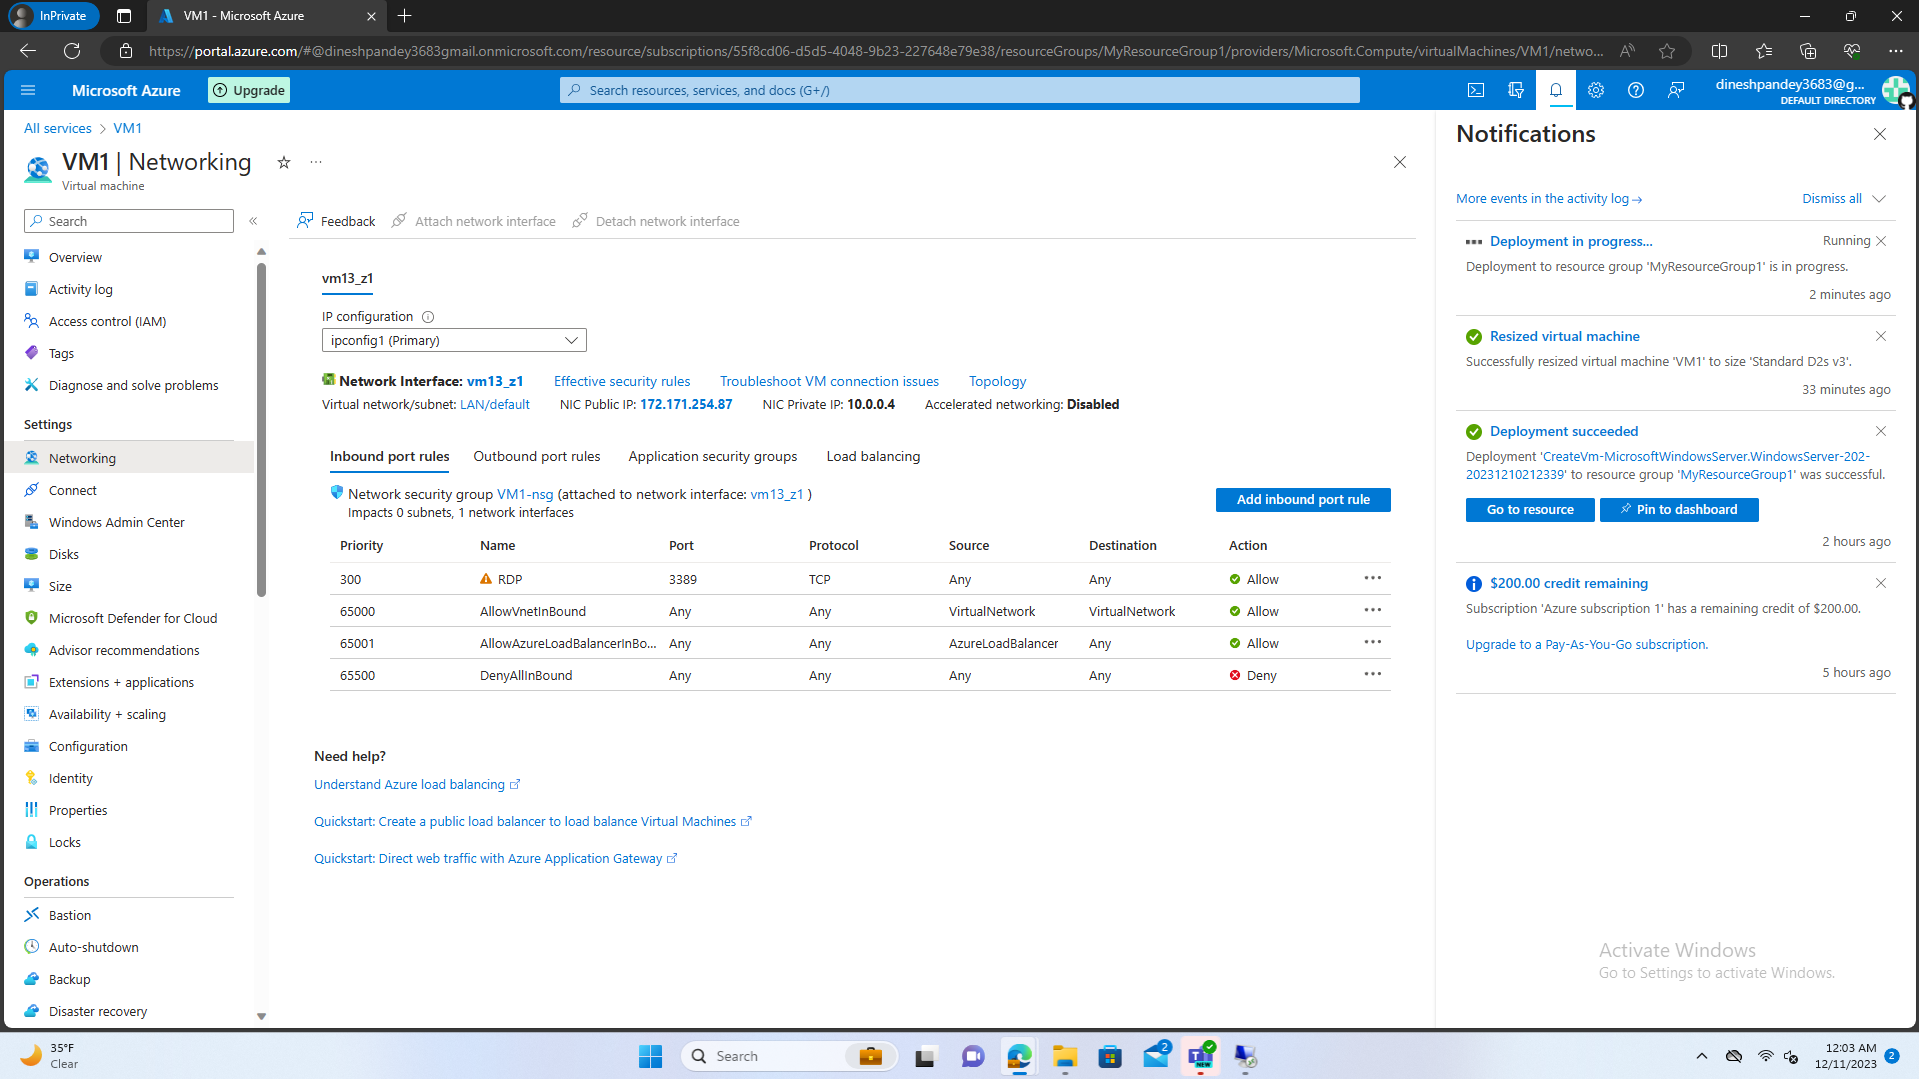 InPrivate
VM1 - Microsoft Azure
https://portal.azure.com/#@dineshpandey3683gmail.onmicrosoft.com/resource/subscriptions/55f8cd06-d5d5-4048-9b23-227648e79e38/resourceGroups/MyResourceGroup1/providers/Microsoft.Compute/virtualMachines/VM1/netwo...
Microsoft Azure
Upgrade
Search resources, services, and docs (G+/)
dineshpandey3683@g...
DEFAULT DIRECTORY
All services > VM1
VM1 | Networking
Virtual machine
Search
Overview
Activity log
Access control (IAM)
Tags
Diagnose and solve problems
Settings
Networking
Connect
Windows Admin Center
Disks
Size
Microsoft Defender for Cloud
Advisor recommendations
Extensions + applications
Availability + scaling
Configuration
Identity
Properties
Locks
Operations
Bastion
Auto-shutdown
Backup
Disaster recovery
Feedback Attach network interface Detach network interface
vm13_z1
IP configuration
ipconfig1 (Primary)
Network Interface: vm13_z1 Effective security rules Troubleshoot VM connection issues Topology
Virtual network/subnet: LAN/default NIC Public IP: 172.171.254.87 NIC Private IP: 10.0.0.4 Accelerated networking: Disabled
Inbound port rules Outbound port rules Application security groups Load balancing
Network security group VM1-nsg (attached to network interface: vm13_z1 )
Impacts 0 subnets, 1 network interfaces
Add inbound port rule
Priority Name Port Protocol Source Destination Action
300 RDP 3389 TCP Any Any Allow
65000 AllowVnetInBound Any Any VirtualNetwork VirtualNetwork Allow
65001 AllowAzureLoadBalancerInBo... Any Any AzureLoadBalancer Any Allow
65500 DenyAllInBound Any Any Any Any Deny
Need help?
Understand Azure load balancing
Quickstart: Create a public load balancer to load balance Virtual Machines
Quickstart: Direct web traffic with Azure Application Gateway
Notifications
More events in the activity log → Dismiss all
Deployment in progress... Running
Deployment to resource group 'MyResourceGroup1' is in progress.
2 minutes ago
Resized virtual machine
Successfully resized virtual machine 'VM1' to size 'Standard D2s v3'.
33 minutes ago
Deployment succeeded
Deployment 'CreateVm-MicrosoftWindowsServer.WindowsServer-202-
20231210212339' to resource group 'MyResourceGroup1' was successful.
Go to resource Pin to dashboard
2 hours ago
$200.00 credit remaining
Subscription 'Azure subscription 1' has a remaining credit of $200.00.
Upgrade to a Pay-As-You-Go subscription.
5 hours ago
Activate Windows
Go to Settings to activate Windows.
35°F
Clear
Search
2
NEW
12:03 AM
12/11/2023
2